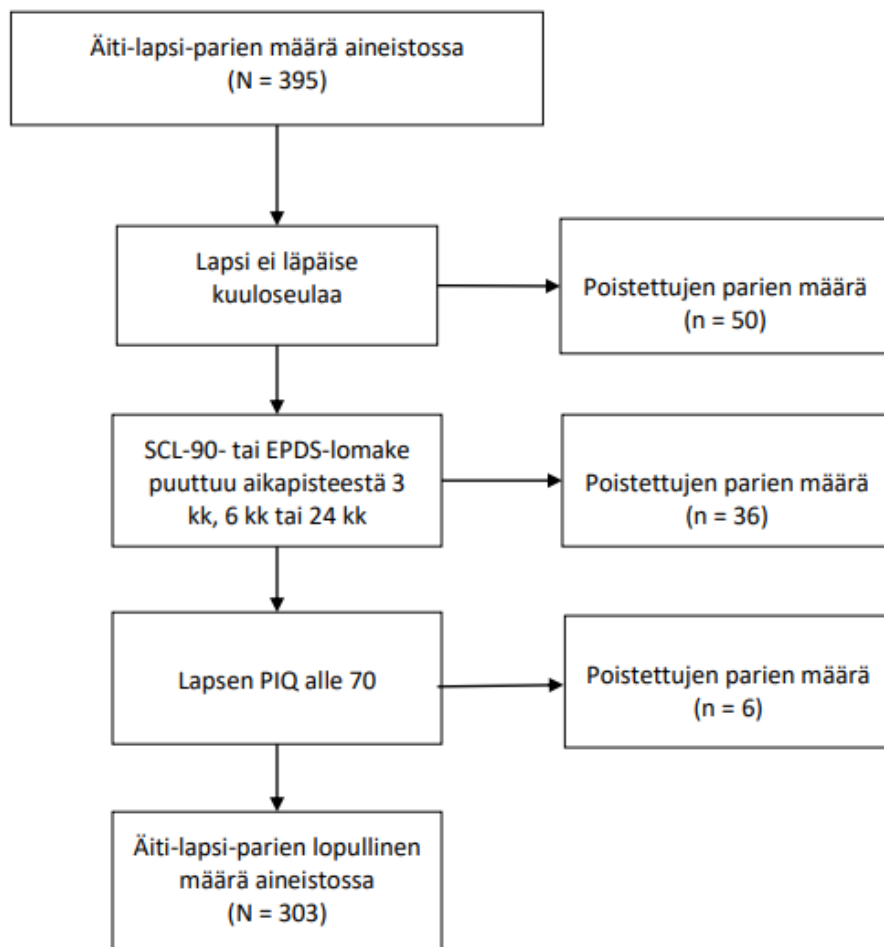 Äiti-lapsi-parien määrä aineistossa
(N = 395)
Lapsi ei läpäise
kuuloseulaa
Poistettujen parien määrä
(n = 50)
SCL-90- tai EPDS-lomake
puuttuu aikapisteestä 3
kk, 6 kk tai 24 kk
Poistettujen parien määrä
(n = 36)
Lapsen PIQ alle 70
Poistettujen parien määrä
(n = 6)
Äiti-lapsi-parien lopullinen
määrä aineistossa
(N = 303)